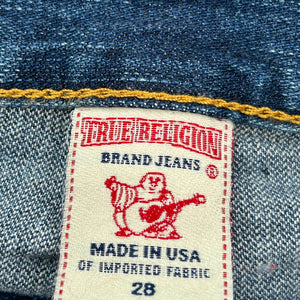 TRUE RELIGION
BRAND JEANS ®
MADE IN USA
OF IMPORTED FABRIC
28